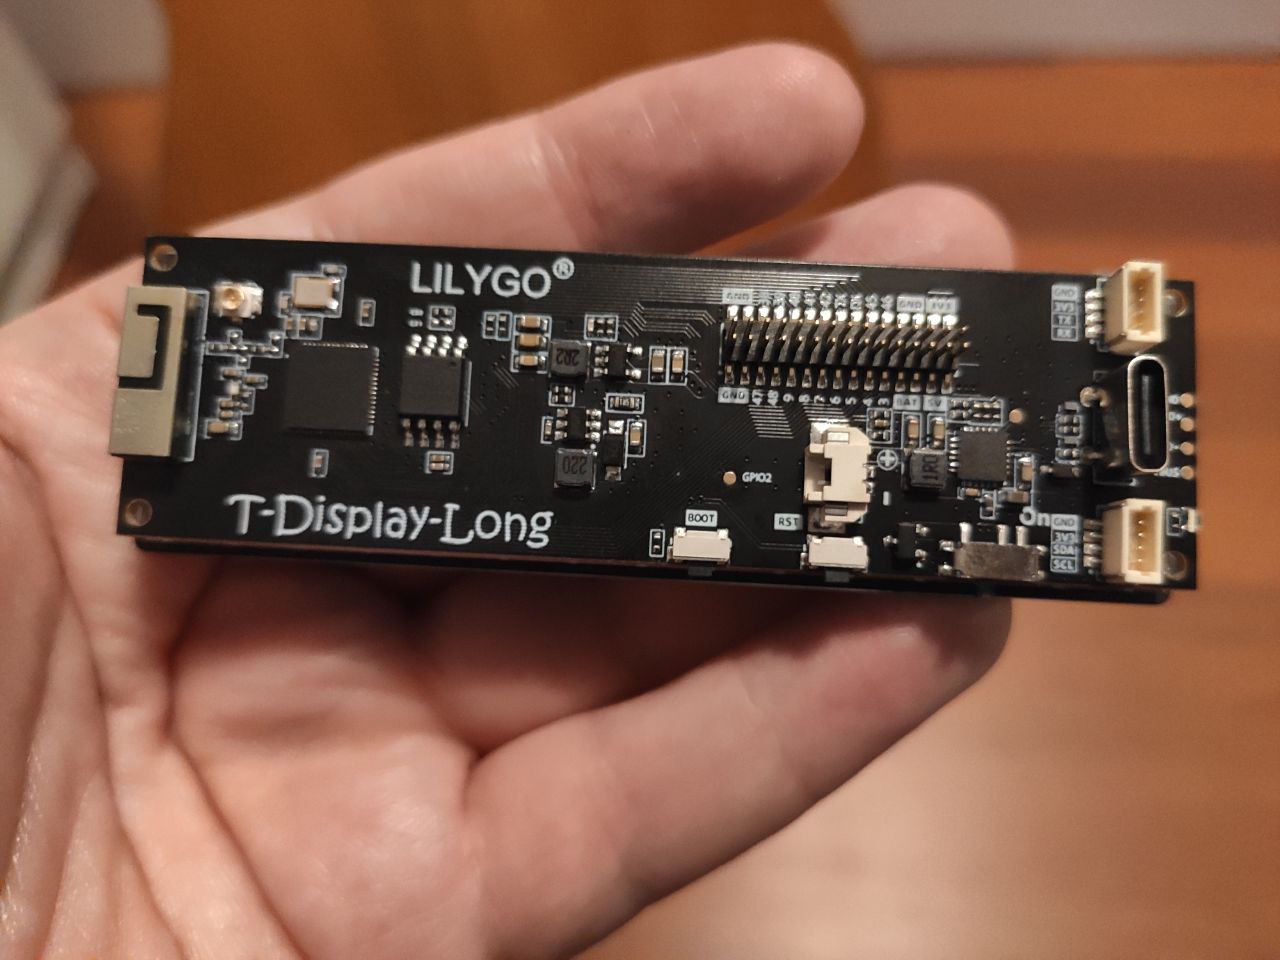 LILYGO®
T-Display-Long
GND
GND 3V3
GND 47 48 9 8 7 6 5 4 3 BAT 5V
2R2
220
1R0
GPIO2
BOOT
RST
+
-
On
GND
3V3
TX
RX
GND
3V3
SDA
SCL